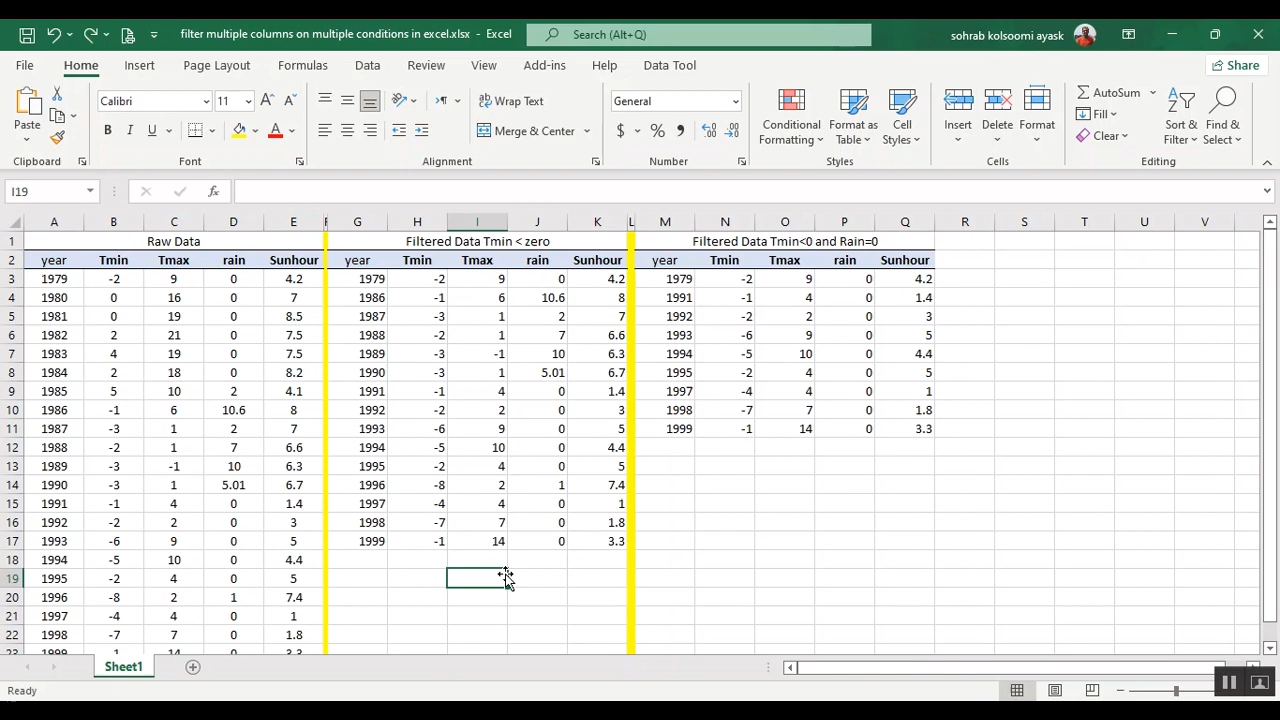 filter multiple columns on multiple conditions in excel.xlsx - Excel Search (Alt+Q) sohrab kolsoomi ayask
File Home Insert Page Layout Formulas Data Review View Add-ins Help Data Tool Share
Calibri 11 ab Wrap Text General AutoSum
Paste Conditional Format as Cell Insert Delete Format Fill Sort & Find &
B I U A Merge & Center $ % Formatting Table Styles Clear Filter Select
Clipboard Font Alignment Number Styles Cells Editing
I19 fx
A B C D E F G H I J K L M N O P Q R S T U V
1 Raw Data Filtered Data Tmin < zero Filtered Data Tmin<0 and Rain=0
2 year Tmin Tmax rain Sunhour year Tmin Tmax rain Sunhour year Tmin Tmax rain Sunhour
3 1979 -2 9 0 4.2 1979 -2 9 0 4.2 1979 -2 9 0 4.2
4 1980 0 16 0 7 1986 -1 6 10.6 8 1991 -1 4 0 1.4
5 1981 0 19 0 8.5 1987 -3 1 2 7 1992 -2 2 0 3
6 1982 2 21 0 7.5 1988 -2 1 7 6.6 1993 -6 9 0 5
7 1983 4 19 0 7.5 1989 -3 -1 10 6.3 1994 -5 10 0 4.4
8 1984 2 18 0 8.2 1990 -3 1 5.01 6.7 1995 -2 4 0 5
9 1985 5 10 2 4.1 1991 -1 4 0 1.4 1997 -4 4 0 1
10 1986 -1 6 10.6 8 1992 -2 2 0 3 1998 -7 7 0 1.8
11 1987 -3 1 2 7 1993 -6 9 0 5 1999 -1 14 0 3.3
12 1988 -2 1 7 6.6 1994 -5 10 0 4.4
13 1989 -3 -1 10 6.3 1995 -2 4 0 5
14 1990 -3 1 5.01 6.7 1996 -8 2 1 7.4
15 1991 -1 4 0 1.4 1997 -4 4 0 1
16 1992 -2 2 0 3 1998 -7 7 0 1.8
17 1993 -6 9 0 5 1999 -1 14 0 3.3
18 1994 -5 10 0 4.4
19 1995 -2 4 0 5
20 1996 -8 2 1 7.4
21 1997 -4 4 0 1
22 1998 -7 7 0 1.8
23 1999 -1 14 0 3.3
Sheet1
Ready